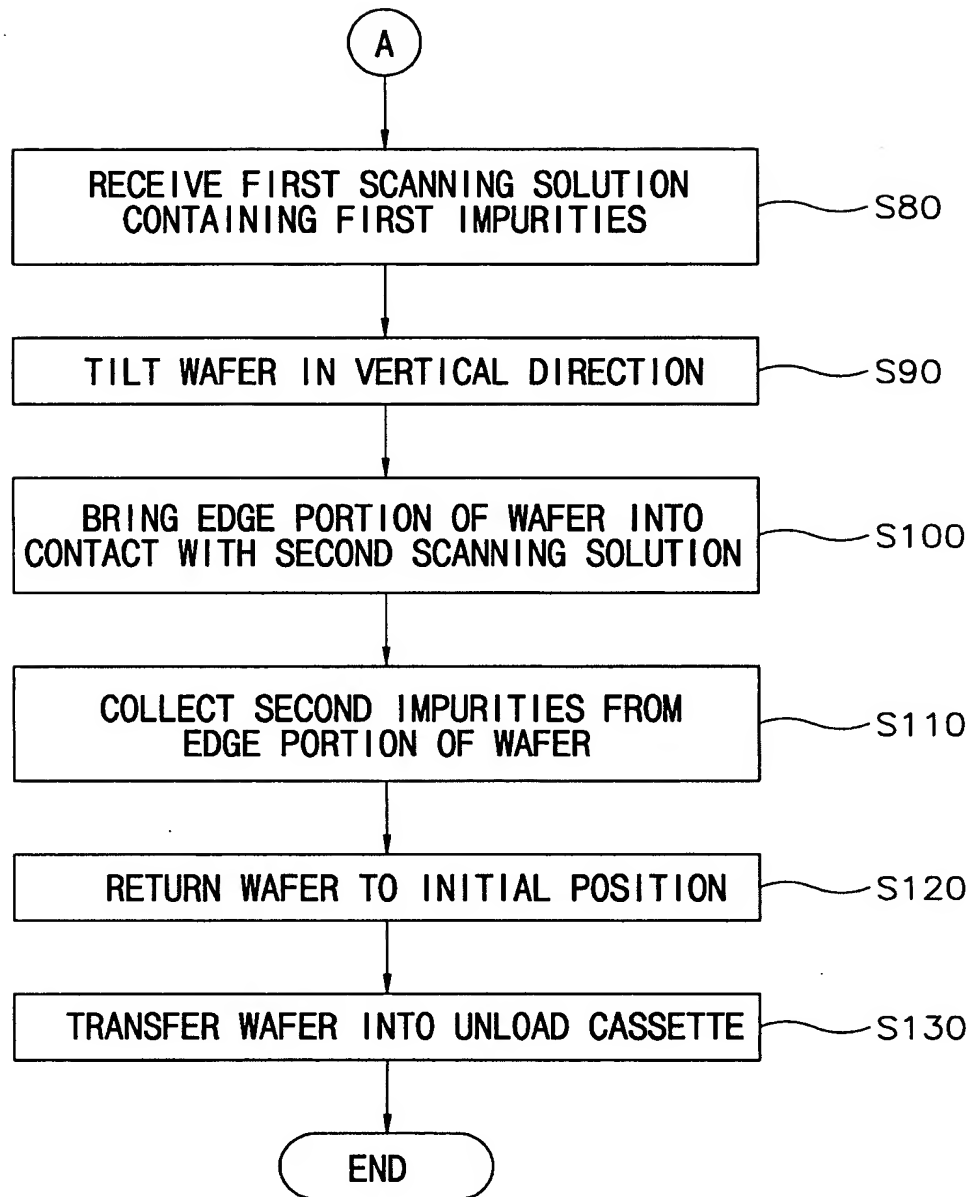 A
RECEIVE FIRST SCANNING SOLUTION
CONTAINING FIRST IMPURITIES
S80
TILT WAFER IN VERTICAL DIRECTION
S90
BRING EDGE PORTION OF WAFER INTO
CONTACT WITH SECOND SCANNING SOLUTION
S100
COLLECT SECOND IMPURITIES FROM
EDGE PORTION OF WAFER
S110
RETURN WAFER TO INITIAL POSITION
S120
TRANSFER WAFER INTO UNLOAD CASSETTE
S130
END